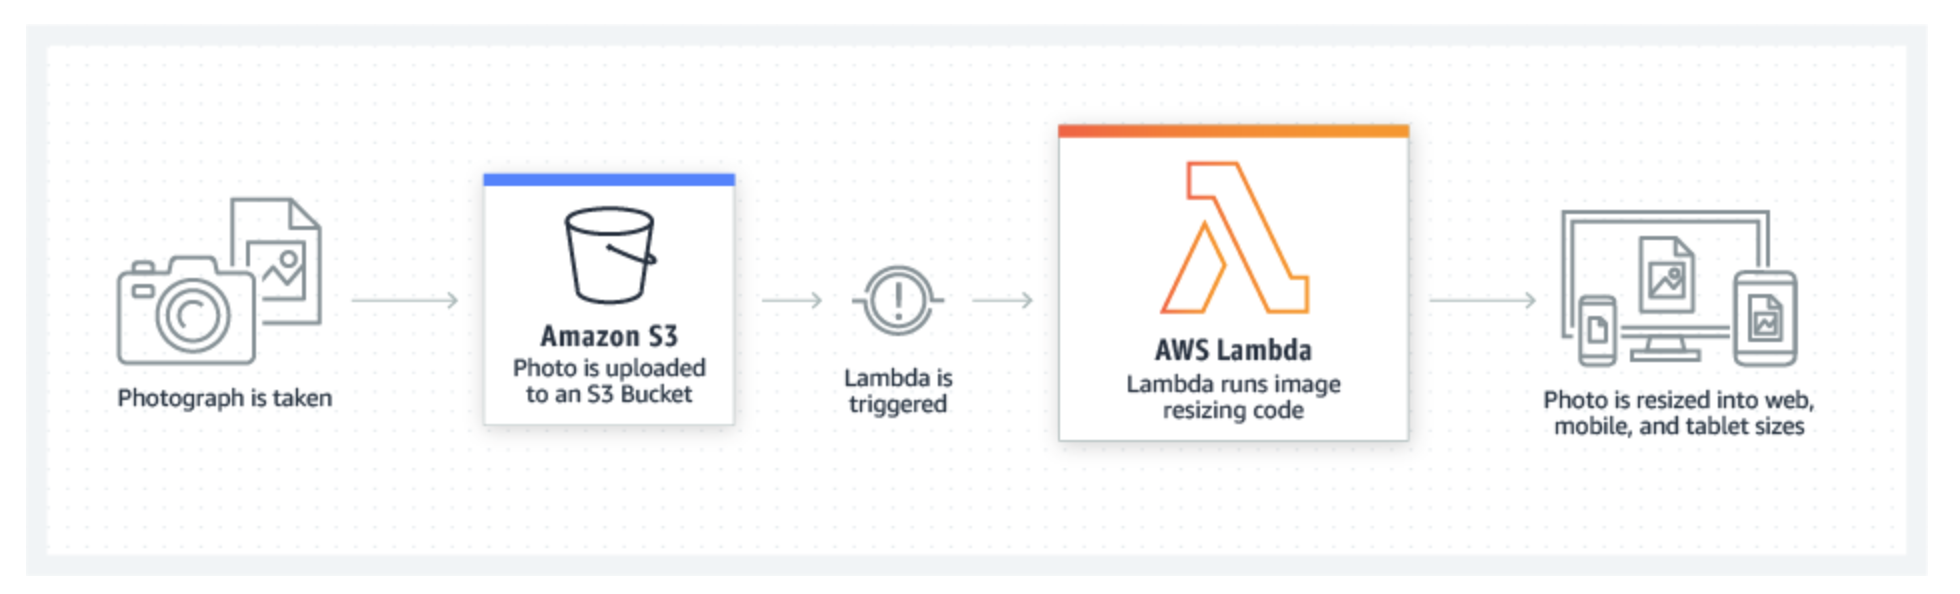 Photograph is taken
Amazon S3
Photo is uploaded
to an S3 Bucket
Lambda is
triggered
AWS Lambda
Lambda runs image
resizing code
Photo is resized into web,
mobile, and tablet sizes